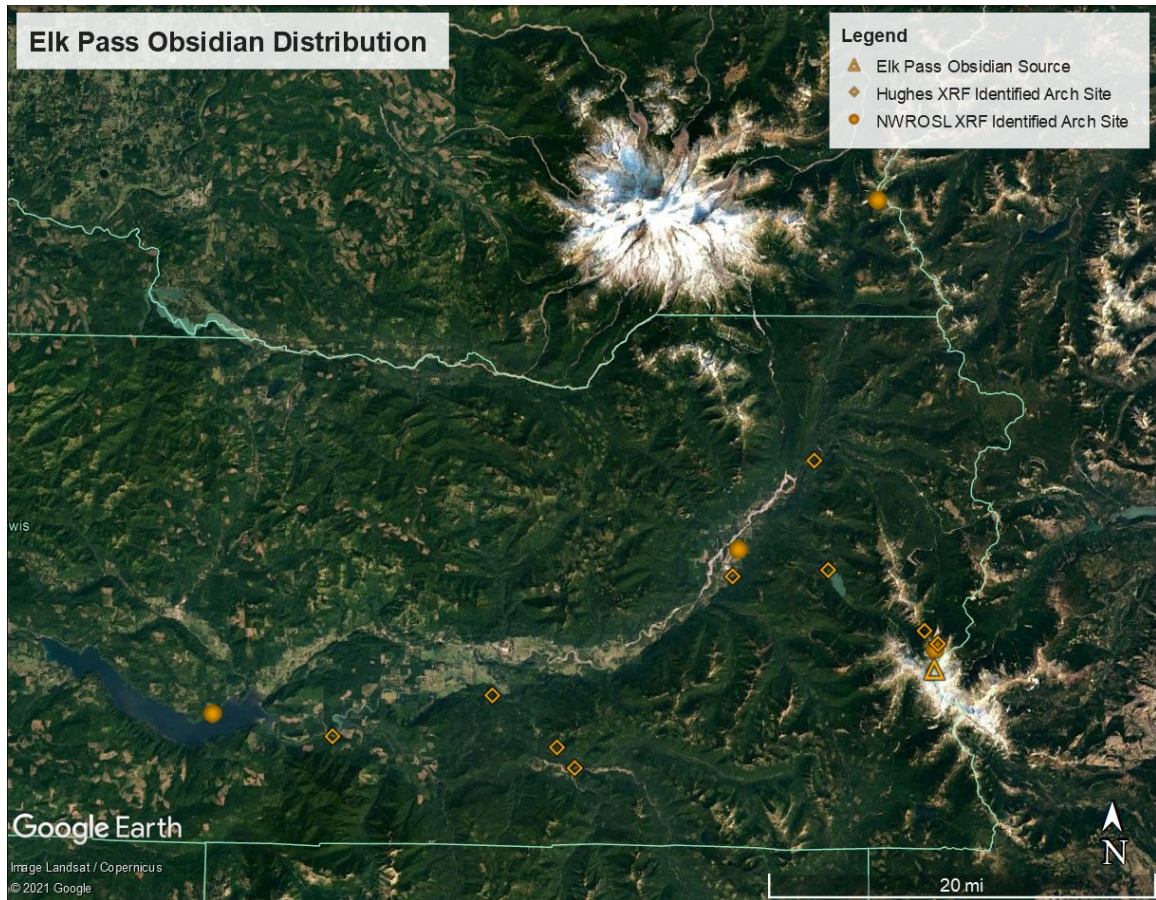 Elk Pass Obsidian Distribution
Legend
Elk Pass Obsidian Source
Hughes XRF Identified Arch Site
NWROSL XRF Identified Arch Site
wis
Google Earth
Image Landsat / Copernicus
© 2021 Google
N
20 mi